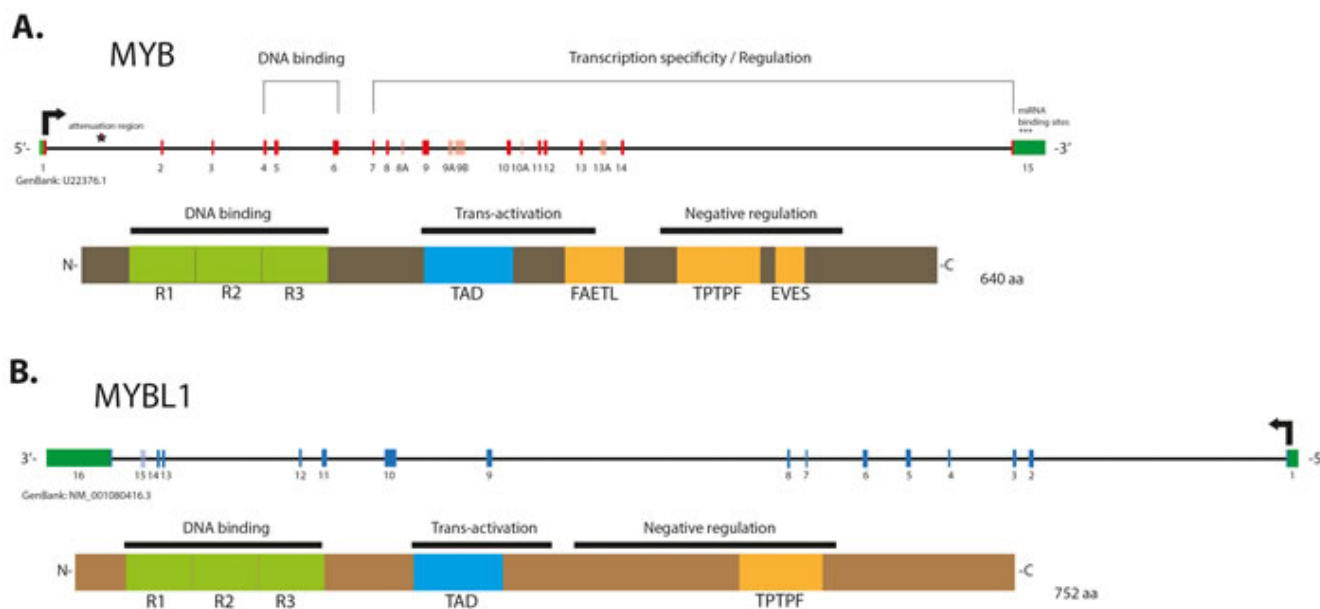 A.
MYB
DNA binding
Transcription specificity / Regulation
attenuation region
miRNA
binding sites
***
5'-
-3'
1 2 3 4 5 6 7 8 8A 9 9A 9B 10 10A 11 12 13 13A 14 15
GenBank: U22376.1
DNA binding Trans-activation Negative regulation
N-
-C
640 aa
R1 R2 R3 TAD FAETL TPTPF EVES
B.
MYBL1
3'-
-5'
16 15 14 13 12 11 10 9 8 7 6 5 4 3 2 1
GenBank: NM_001080416.3
DNA binding Trans-activation Negative regulation
N-
-C
752 aa
R1 R2 R3 TAD TPTPF